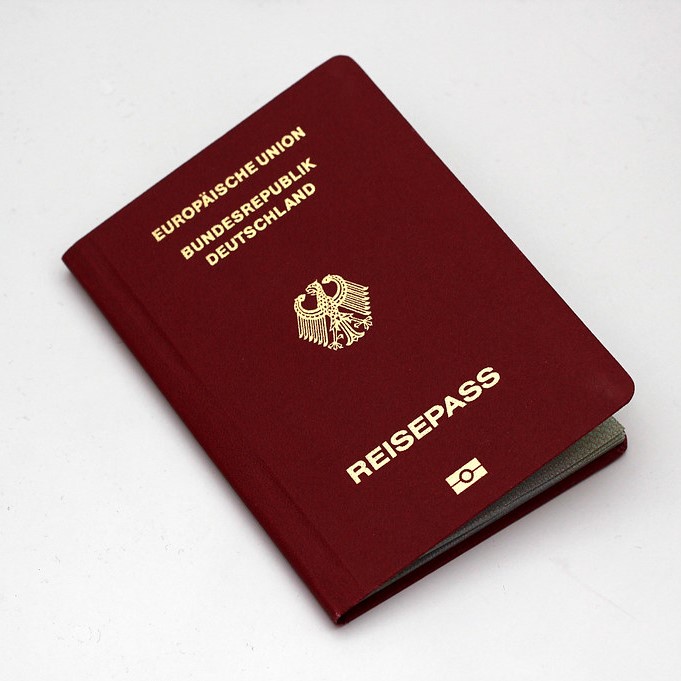 EUROPÄISCHE UNION
BUNDESREPUBLIK
DEUTSCHLAND
REISEPASS